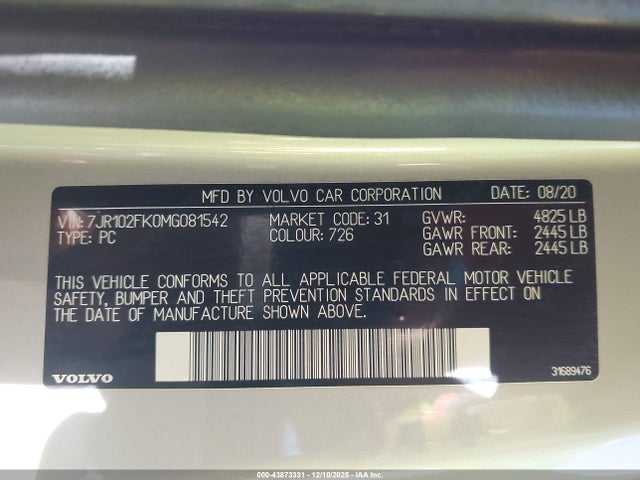 MFD BY VOLVO CAR CORPORATION DATE: 08/20
VIN: 7JR102FK0MG081542 MARKET CODE: 31 GVWR: 4825 LB
TYPE: PC COLOUR: 726 GAWR FRONT: 2445 LB
GAWR REAR: 2445 LB
THIS VEHICLE CONFORMS TO ALL APPLICABLE FEDERAL MOTOR VEHICLE
SAFETY, BUMPER AND THEFT PREVENTION STANDARDS IN EFFECT ON
THE DATE OF MANUFACTURE SHOWN ABOVE.
VOLVO 31689476
000-43873331 - 12/10/2025 - IAA Inc.